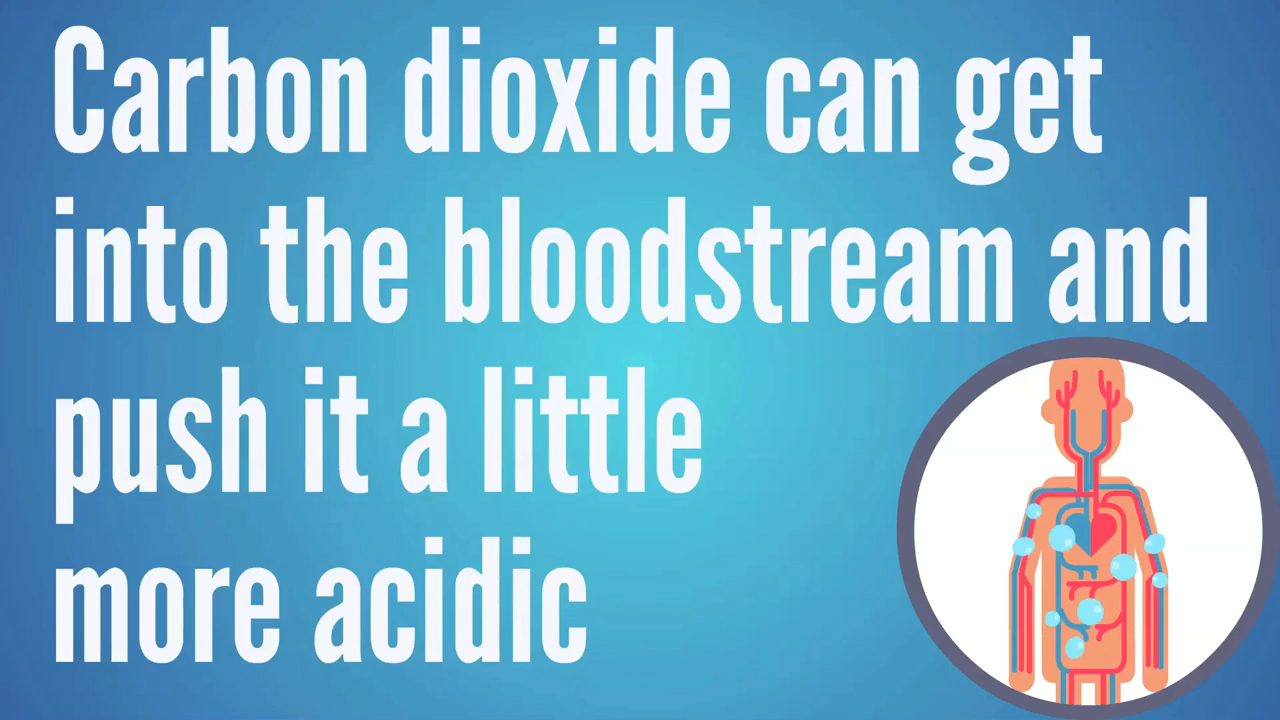 Carbon dioxide can get
into the bloodstream and
push it a little
more acidic